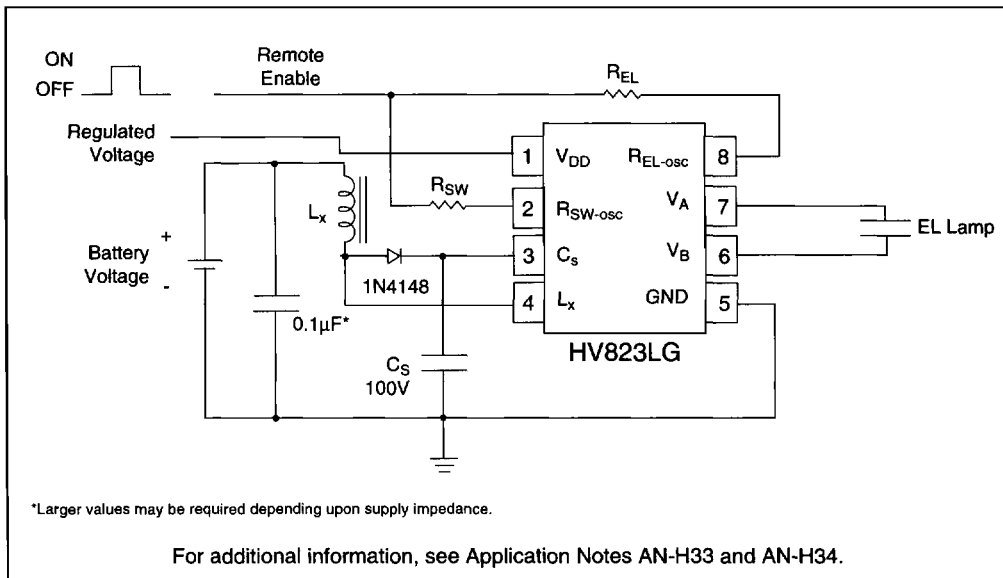 ON
OFF
Remote
Enable
R_EL
Regulated
Voltage
1
V_DD
R_EL-osc
8
R_SW
2
R_SW-osc
V_A
7
L_x
EL Lamp
3
C_s
V_B
6
+
Battery
Voltage
-
1N4148
4
L_x
GND
5
0.1µF*
HV823LG
C_S
100V
*Larger values may be required depending upon supply impedance.
For additional information, see Application Notes AN-H33 and AN-H34.